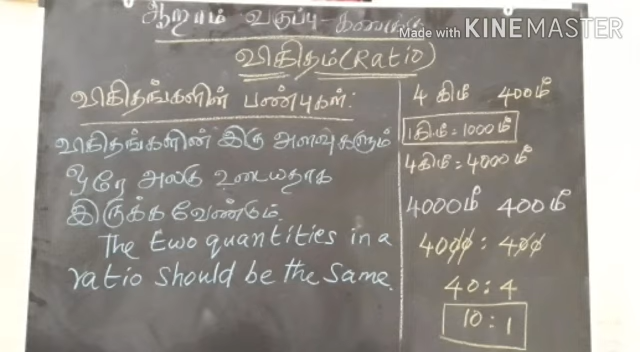 ஆறாம் வகுப்பு - கணக்கு
Made with KINEMASTER
விகிதம் (Ratio)
விகிதங்களின் பண்புகள்:
விகிதங்களின் இரு அளவுகளும்
ஒரே அலகு உடையதாக
இருக்க வேண்டும்.
The two quantities in a
ratio should be the same.
4 கிமீ 400மீ
1 கி.மீ = 1000 மீ
4கிமீ = 4000 மீ
4000மீ 400 மீ
4000 : 400
40 : 4
10 : 1